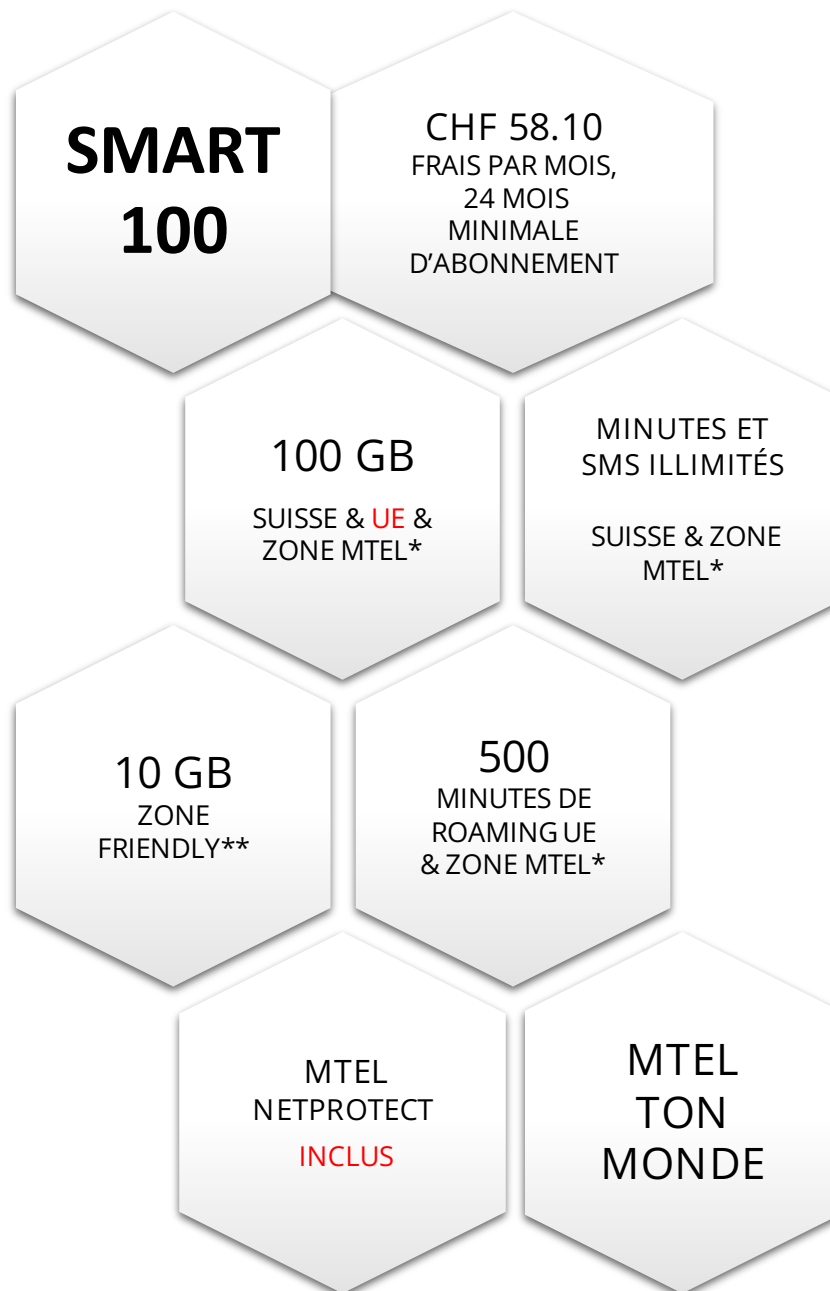 SMART
100
CHF 58.10
FRAIS PAR MOIS,
24 MOIS
MINIMALE
D'ABONNEMENT
100 GB
SUISSE & UE &
ZONE MTEL*
MINUTES ET
SMS ILLIMITÉS
SUISSE & ZONE
MTEL*
10 GB
ZONE
FRIENDLY**
500
MINUTES DE
ROAMING UE
& ZONE MTEL*
MTEL
NETPROTECT
INCLUS
MTEL
TON
MONDE